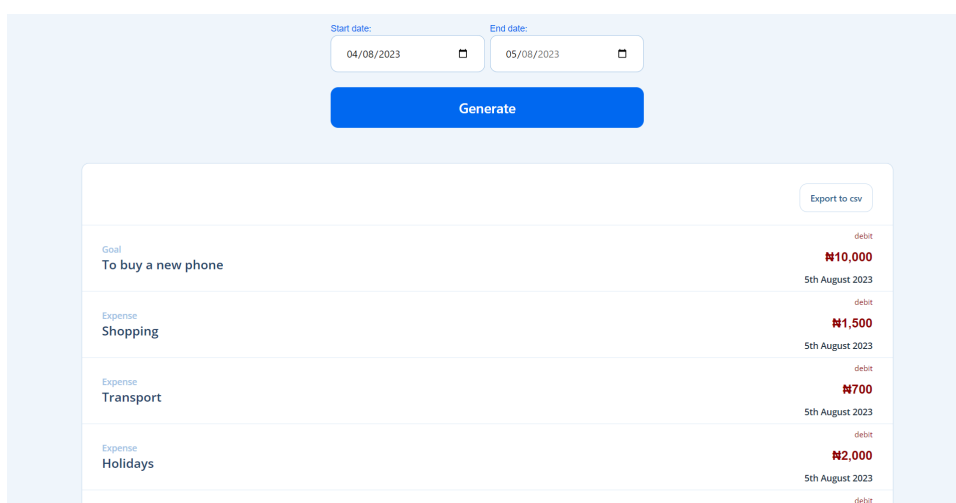 Start date:
End date:
04/08/2023
05/08/2023
Generate
Export to csv
debit
Goal
To buy a new phone
₦10,000
5th August 2023
debit
Expense
Shopping
₦1,500
5th August 2023
debit
Expense
Transport
₦700
5th August 2023
debit
Expense
Holidays
₦2,000
5th August 2023
debit